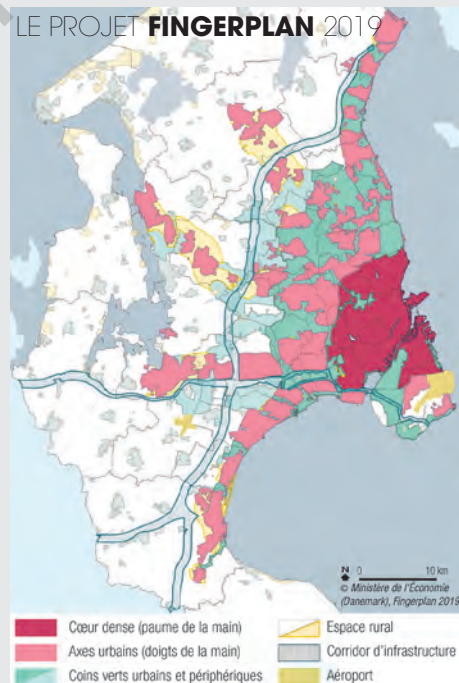 LE PROJET FINGERPLAN 2019
N 0 10 km
© Ministère de l'Économie
(Danemark), Fingerplan 2019
Cœur dense (paume de la main)
Axes urbains (doigts de la main)
Coins verts urbains et périphériques
Espace rural
Corridor d'infrastructure
Aéroport